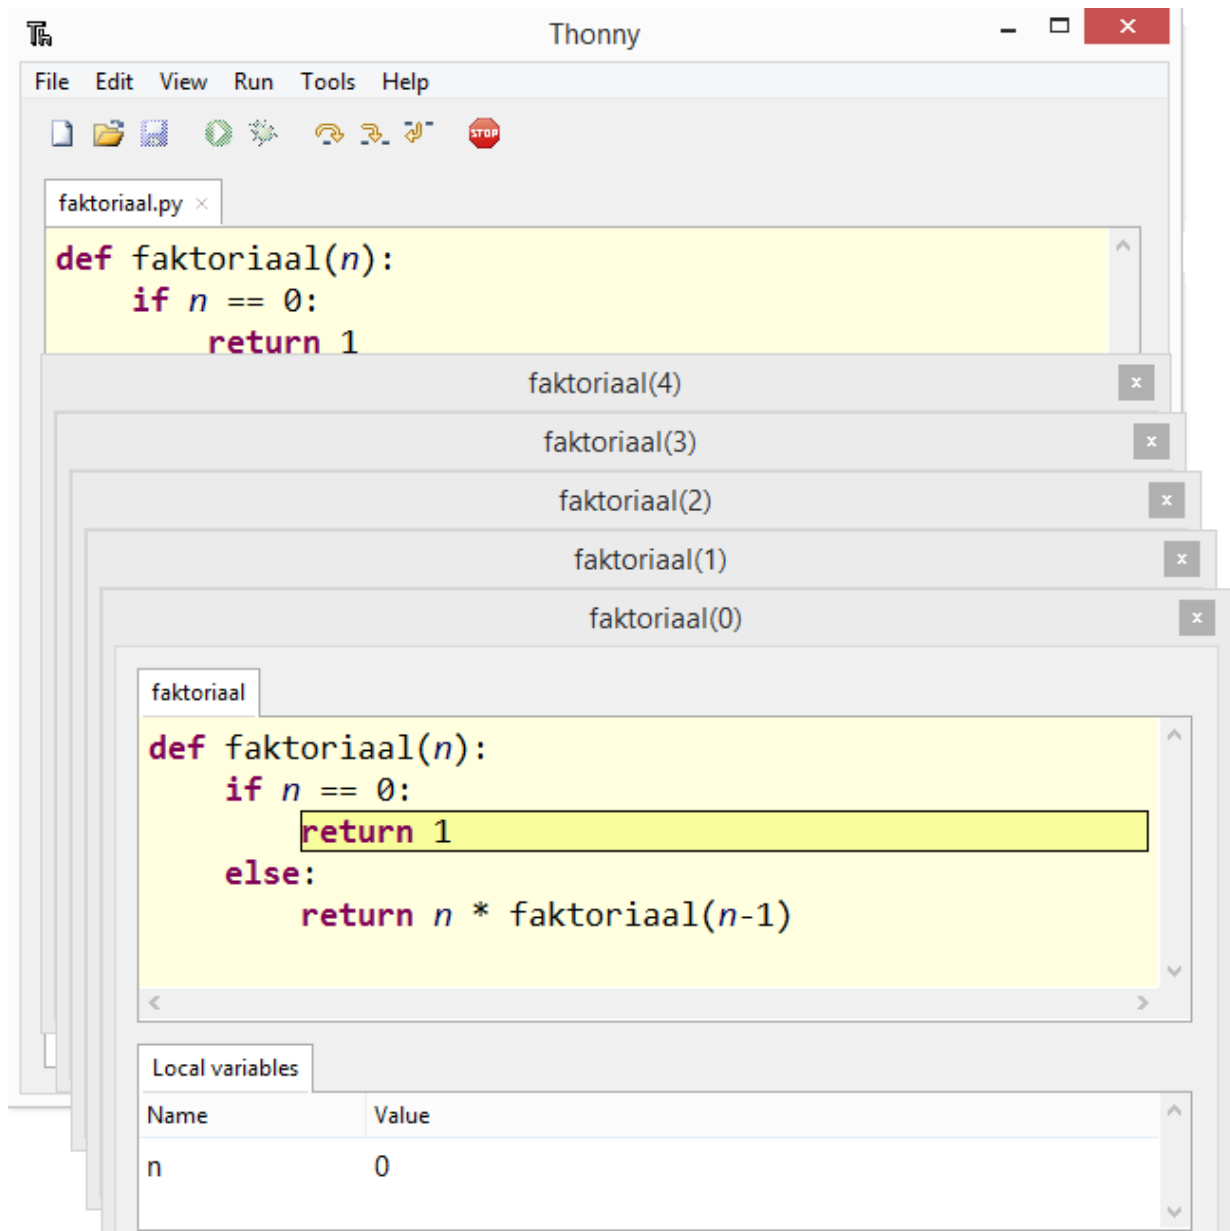 Thonny
File Edit View Run Tools Help
STOP
faktoriaal.py
def faktoriaal(n):
    if n == 0:
        return 1
faktoriaal(4)
faktoriaal(3)
faktoriaal(2)
faktoriaal(1)
faktoriaal(0)
faktoriaal
def faktoriaal(n):
    if n == 0:
        return 1
    else:
        return n * faktoriaal(n-1)
Local variables
Name Value
n 0